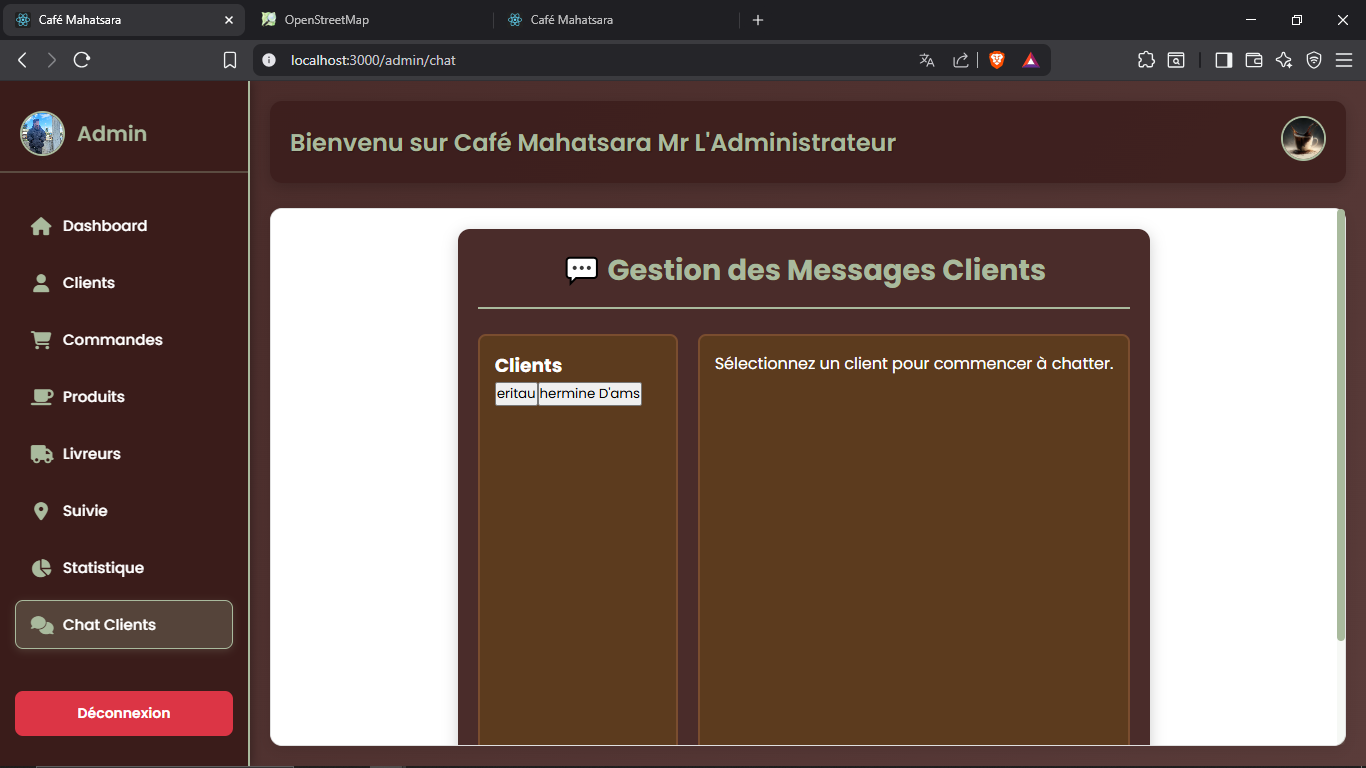 Café Mahatsara
OpenStreetMap
Café Mahatsara
localhost:3000/admin/chat
Admin
Bienvenu sur Café Mahatsara Mr L'Administrateur
Dashboard
Clients
Commandes
Produits
Livreurs
Suivie
Statistique
Chat Clients
Déconnexion
Gestion des Messages Clients
Clients
eritau
hermine D'ams
Sélectionnez un client pour commencer à chatter.